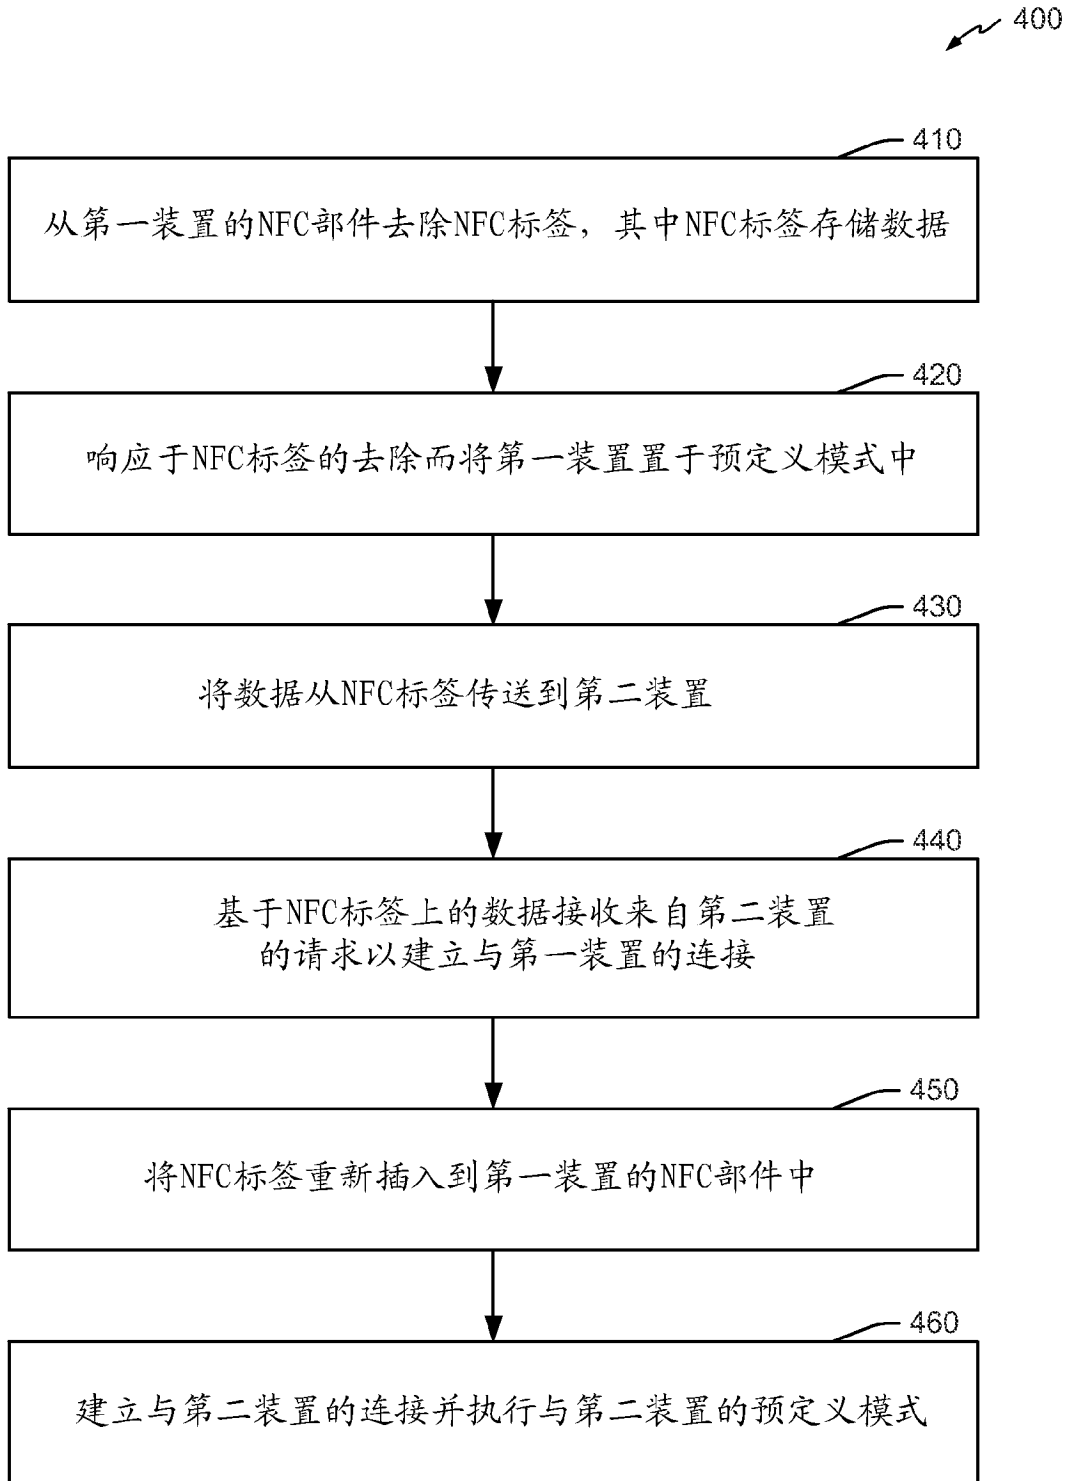 400
410
从第一装置的NFC部件去除NFC标签，其中NFC标签存储数据
420
响应于NFC标签的去除而将第一装置置于预定义模式中
430
将数据从NFC标签传送到第二装置
440
基于NFC标签上的数据接收来自第二装置
的请求以建立与第一装置的连接
450
将NFC标签重新插入到第一装置的NFC部件中
460
建立与第二装置的连接并执行与第二装置的预定义模式